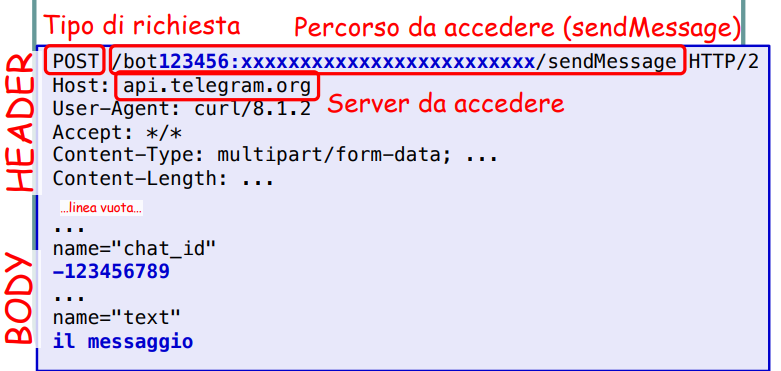 Tipo di richiesta
Percorso da accedere (sendMessage)
HEADER
POST /bot123456:xxxxxxxxxxxxxxxxxxxxxxxxx/sendMessage HTTP/2
Host: api.telegram.org
User-Agent: curl/8.1.2
Server da accedere
Accept: */*
Content-Type: multipart/form-data; ...
Content-Length: ...
...linea vuota...
BODY
...
name="chat_id"
-123456789
...
name="text"
il messaggio